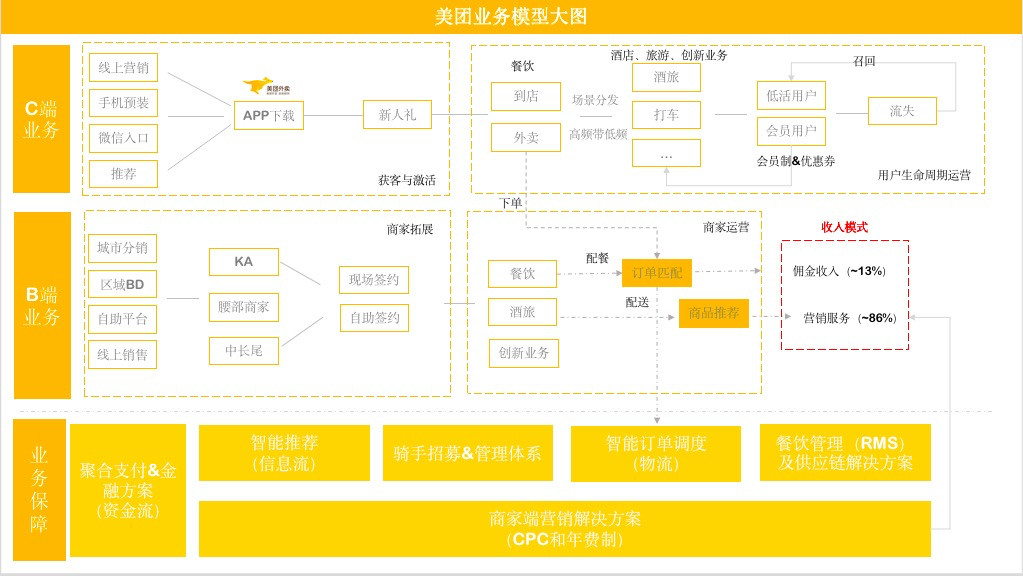 美团业务模型大图
C端
业务
线上营销
手机预装
微信入口
推荐
美团外卖
APP下载
新人礼
获客与激活
餐饮
到店
外卖
场景分发
高频带低频
酒店、旅游、创新业务
酒旅
打车
...
低活用户
会员用户
会员制&优惠券
召回
流失
用户生命周期运营
下单
B端
业务
城市分销
区域BD
自助平台
线上销售
KA
腰部商家
中长尾
商家拓展
现场签约
自助签约
商家运营
餐饮
酒旅
创新业务
配餐
订单匹配
配送
商品推荐
收入模式
佣金收入（~13%）
营销服务（~86%）
业
务
保
障
聚合支付&金
融方案
（资金流）
智能推荐
（信息流）
骑手招募&管理体系
智能订单调度
（物流）
餐饮管理（RMS）
及供应链解决方案
商家端营销解决方案
（CPC和年费制）